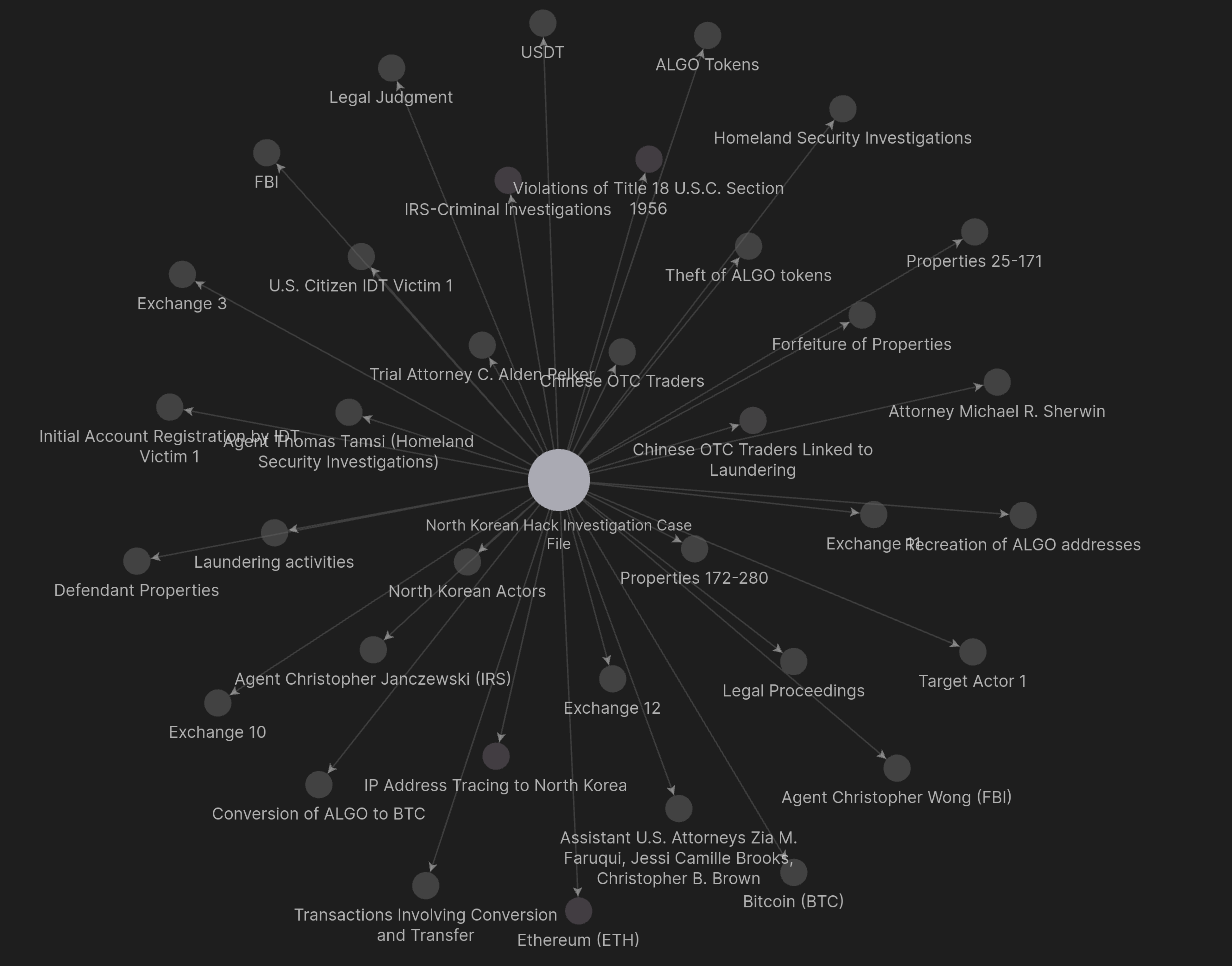 USDT
ALGO Tokens
Legal Judgment
Homeland Security Investigations
FBI
Violations of Title 18 U.S.C. Section
1956
IRS-Criminal Investigations
Properties 25-171
Theft of ALGO tokens
U.S. Citizen IDT Victim 1
Exchange 3
Forfeiture of Properties
Trial Attorney C. Alden Pelker
Chinese OTC Traders
Attorney Michael R. Sherwin
Initial Account Registration by IDT
Victim 1
Agent Thomas Tamsi (Homeland
Security Investigations)
Chinese OTC Traders Linked to
Laundering
North Korean Hack Investigation Case
File
Exchange 11
Recreation of ALGO addresses
Laundering activities
Properties 172-280
Defendant Properties
North Korean Actors
Agent Christopher Janczewski (IRS)
Target Actor 1
Legal Proceedings
Exchange 12
Exchange 10
IP Address Tracing to North Korea
Agent Christopher Wong (FBI)
Conversion of ALGO to BTC
Assistant U.S. Attorneys Zia M.
Faruqui, Jessi Camille Brooks,
Christopher B. Brown
Bitcoin (BTC)
Transactions Involving Conversion
and Transfer
Ethereum (ETH)